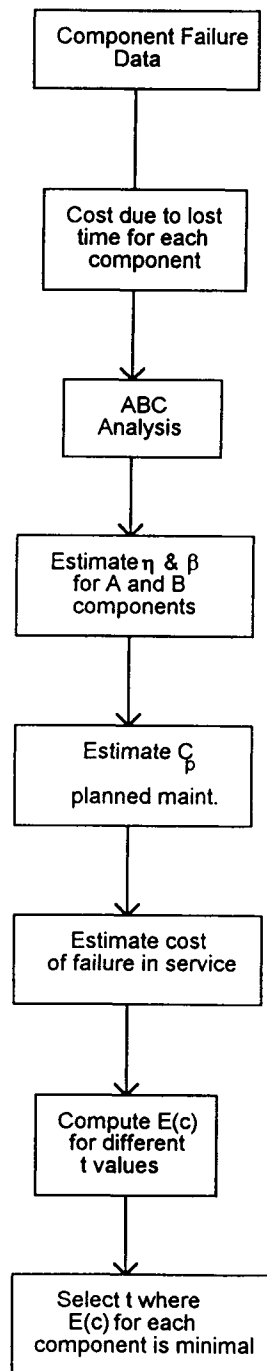 Component Failure
Data
Cost due to lost
time for each
component
ABC
Analysis
Estimate η & β
for A and B
components
Estimate Cp
planned maint.
Estimate cost
of failure in service
Compute E(c)
for different
t values
Select t where
E(c) for each
component is minimal